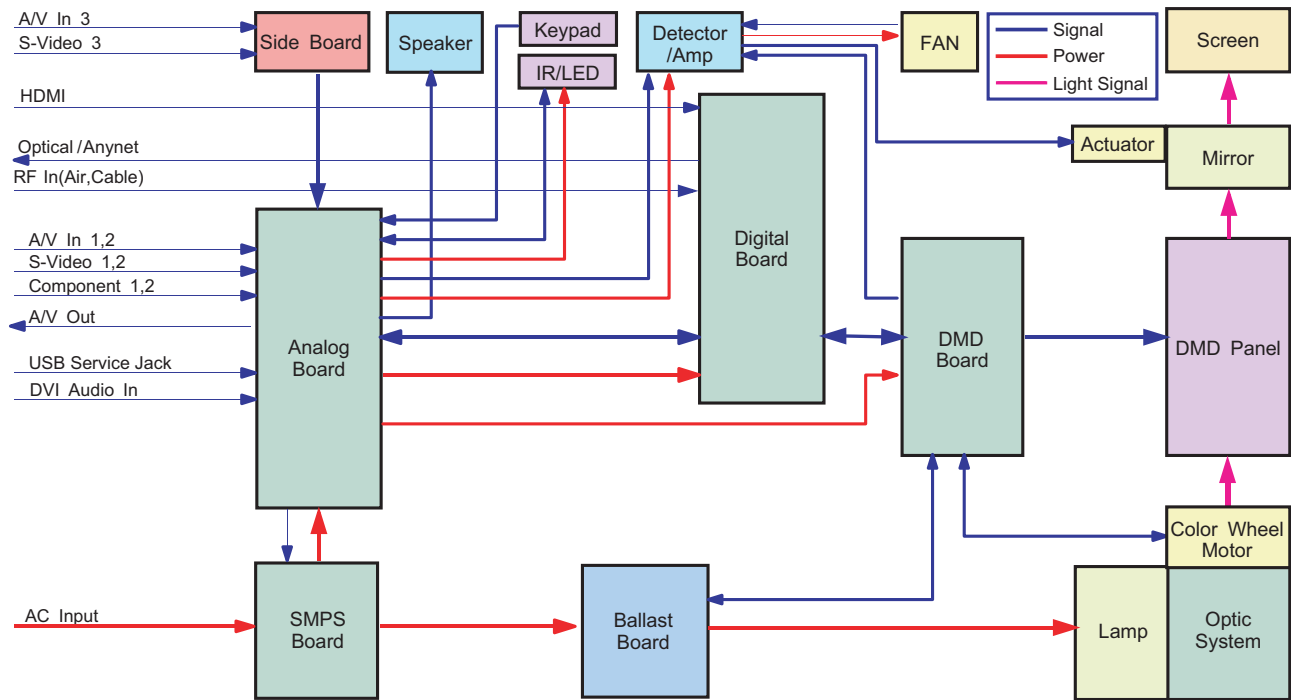 A/V In 3
S-Video 3
Side Board
Speaker
Keypad
IR/LED
Detector
/Amp
FAN
Signal
Power
Light Signal
Screen
HDMI
Optical /Anynet
RF In(Air,Cable)
Actuator
Mirror
A/V In 1,2
S-Video 1,2
Component 1,2
A/V Out
USB Service Jack
DVI Audio In
Analog
Board
Digital
Board
DMD
Board
DMD Panel
Color Wheel
Motor
AC Input
SMPS
Board
Ballast
Board
Lamp
Optic
System